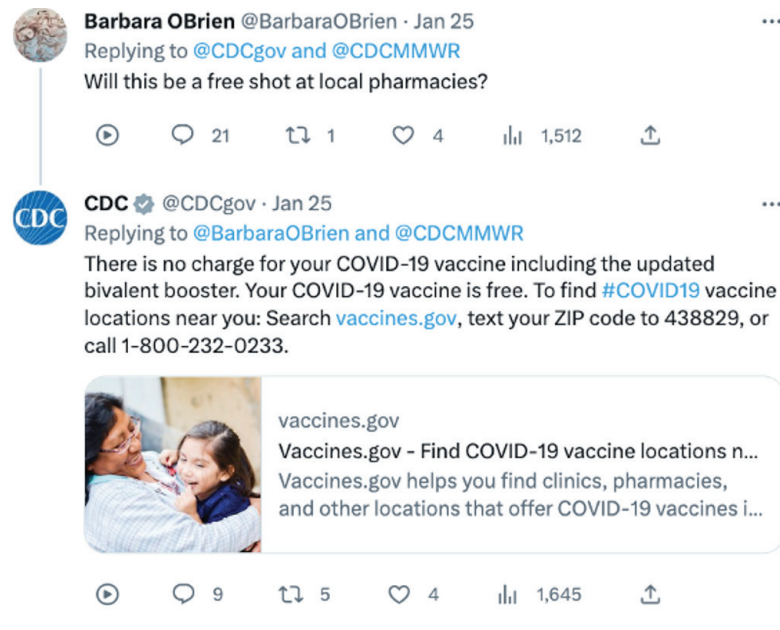 Barbara OBrien @BarbaraOBrien · Jan 25
Replying to @CDCgov and @CDCMMWR
Will this be a free shot at local pharmacies?
21 1 4 1,512
CDC
CDC @CDCgov · Jan 25
Replying to @BarbaraOBrien and @CDCMMWR
There is no charge for your COVID-19 vaccine including the updated
bivalent booster. Your COVID-19 vaccine is free. To find #COVID19 vaccine
locations near you: Search vaccines.gov, text your ZIP code to 438829, or
call 1-800-232-0233.
vaccines.gov
Vaccines.gov - Find COVID-19 vaccine locations n...
Vaccines.gov helps you find clinics, pharmacies,
and other locations that offer COVID-19 vaccines i...
9 5 4 1,645